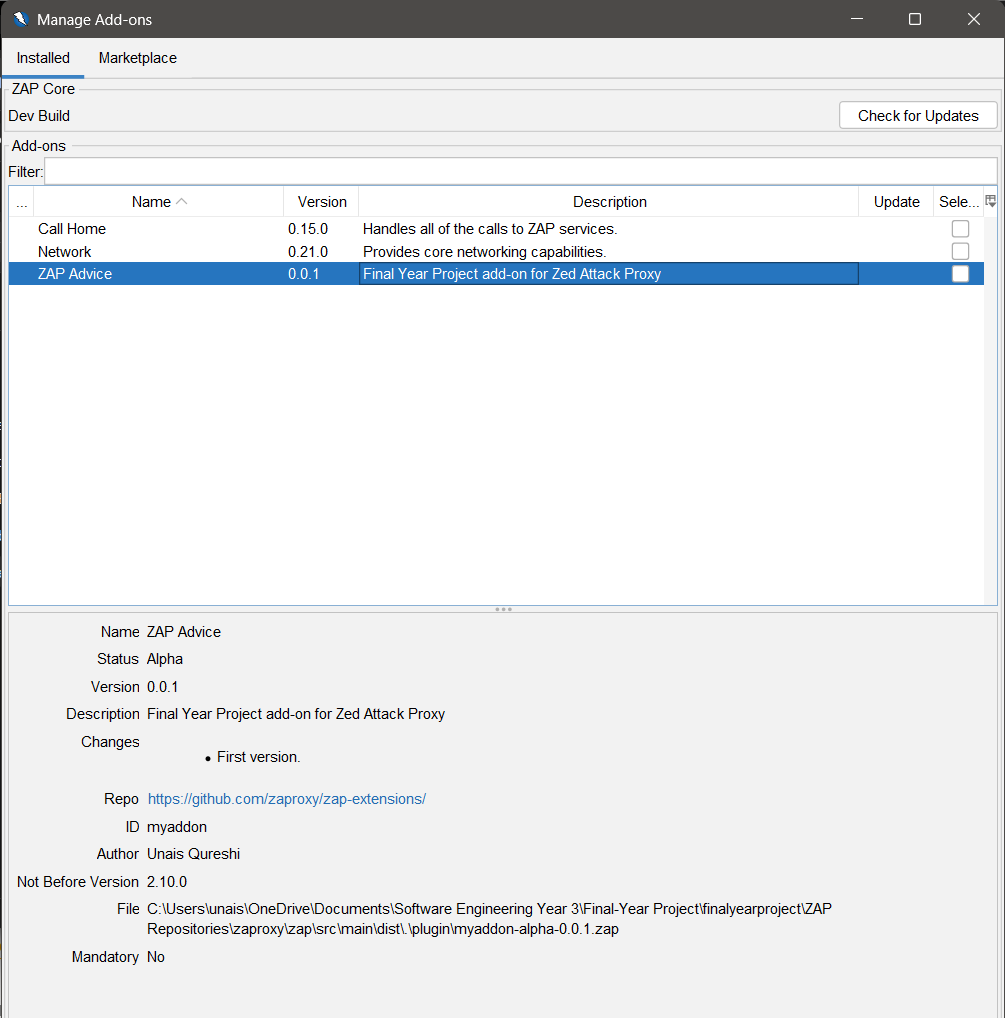 Manage Add-ons
Installed Marketplace
ZAP Core
Dev Build Check for Updates
Add-ons
Filter:
... Name Version Description Update Sele...
Call Home 0.15.0 Handles all of the calls to ZAP services.
Network 0.21.0 Provides core networking capabilities.
ZAP Advice 0.0.1 Final Year Project add-on for Zed Attack Proxy
Name ZAP Advice
Status Alpha
Version 0.0.1
Description Final Year Project add-on for Zed Attack Proxy
Changes
• First version.
Repo https://github.com/zaproxy/zap-extensions/
ID myaddon
Author Unais Qureshi
Not Before Version 2.10.0
File C:\Users\unais\OneDrive\Documents\Software Engineering Year 3\Final-Year Project\finalyearproject\ZAP
Repositories\zaproxy\zap\src\main\dist\.\plugin\myaddon-alpha-0.0.1.zap
Mandatory No